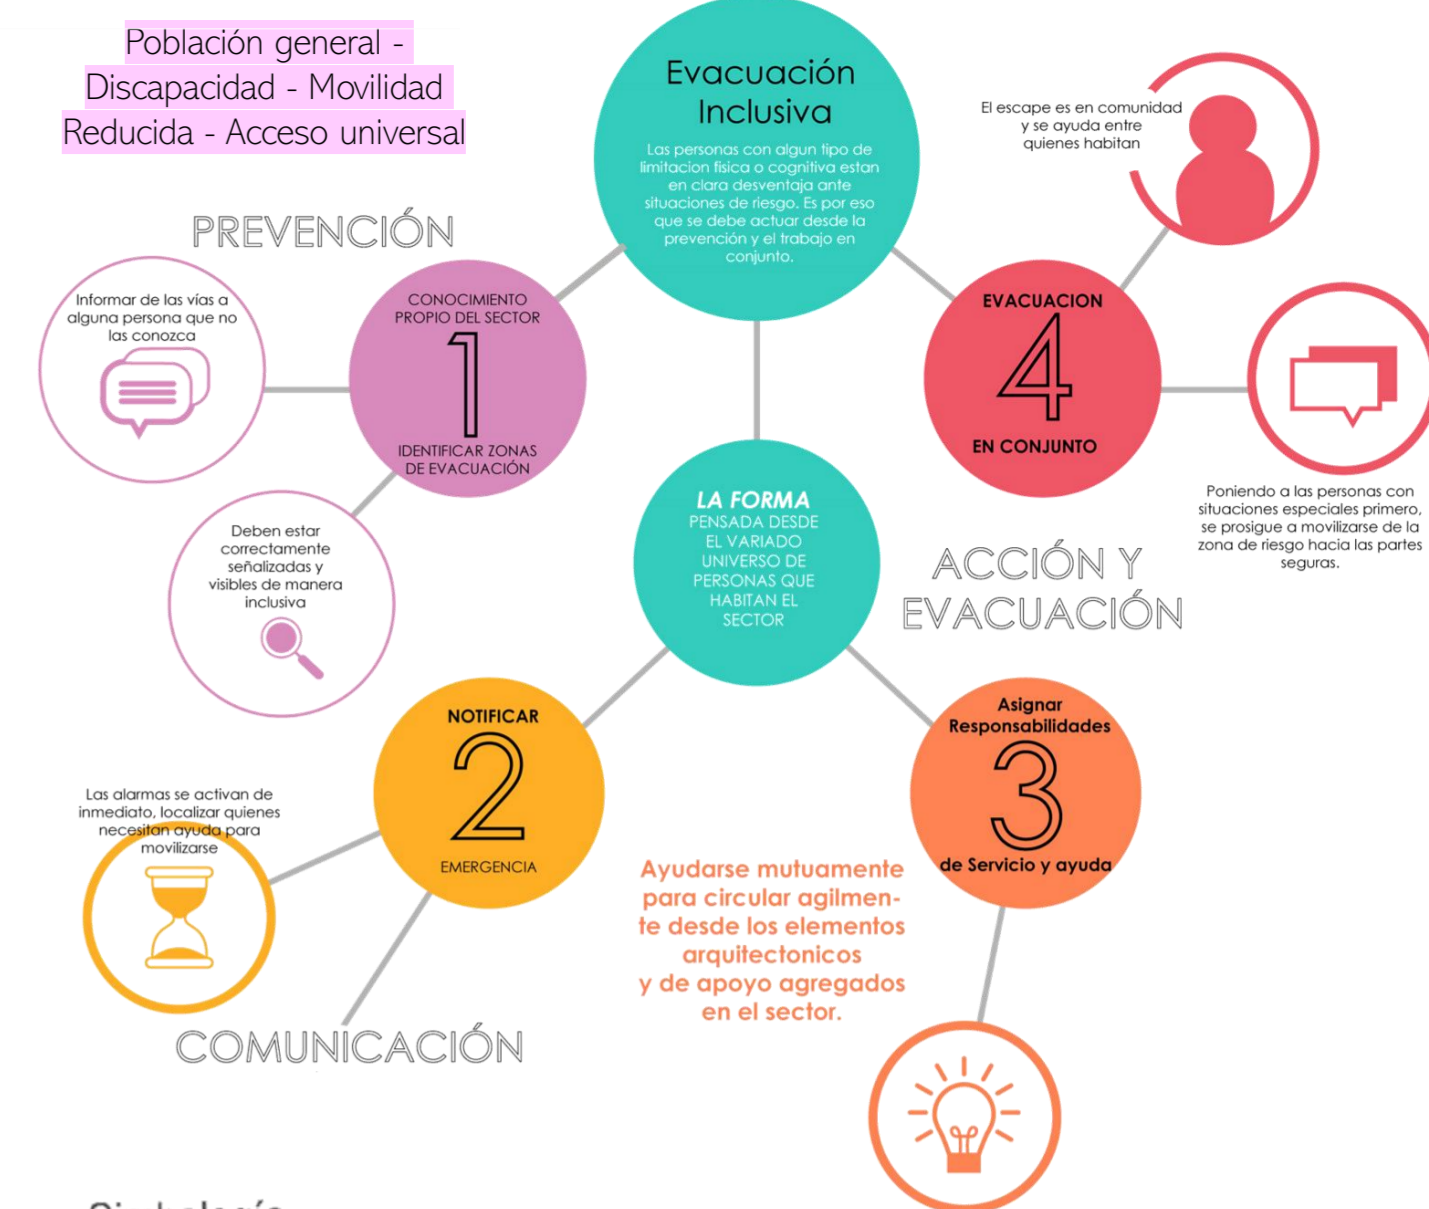 Población general -
Discapacidad - Movilidad
Reducida - Acceso universal
Evacuación
Inclusiva
Las personas con algun tipo de
limitacion fisica o cognitiva estan
en clara desventaja ante
situaciones de riesgo. Es por eso
que se debe actuar desde la
prevención y el trabajo en
conjunto.
El escape es en comunidad
y se ayuda entre
quienes habitan
PREVENCIÓN
Informar de las vías a
alguna persona que no
las conozca
CONOCIMIENTO
PROPIO DEL SECTOR
1
IDENTIFICAR ZONAS
DE EVACUACIÓN
EVACUACION
4
EN CONJUNTO
Deben estar
correctamente
señalizadas y
visibles de manera
inclusiva
LA FORMA
PENSADA DESDE
EL VARIADO
UNIVERSO DE
PERSONAS QUE
HABITAN EL
SECTOR
Poniendo a las personas con
situaciones especiales primero,
se prosigue a movilizarse de la
zona de riesgo hacia las partes
seguras.
ACCIÓN Y
EVACUACIÓN
NOTIFICAR
2
EMERGENCIA
Asignar
Responsabilidades
3
de Servicio y ayuda
Las alarmas se activan de
inmediato, localizar quienes
necesitan ayuda para
movilizarse
Ayudarse mutuamente
para circular agilmen-
te desde los elementos
arquitectonicos
y de apoyo agregados
en el sector.
COMUNICACIÓN
Simbología